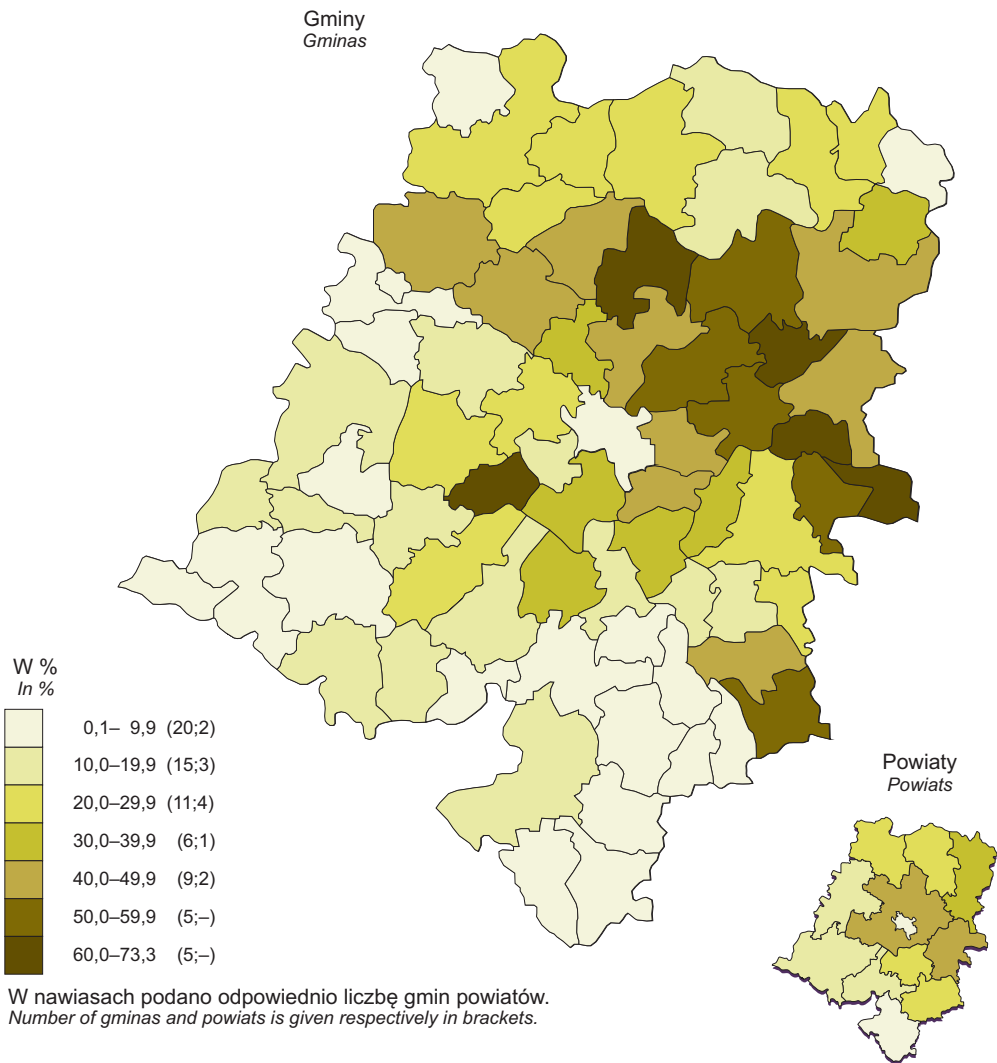 Gminy
Gminas
W %
In %
0,1– 9,9 (20;2)
10,0–19,9 (15;3)
20,0–29,9 (11;4)
30,0–39,9 (6;1)
40,0–49,9 (9;2)
50,0–59,9 (5;–)
60,0–73,3 (5;–)
Powiaty
Powiats
W nawiasach podano odpowiednio liczbę gmin powiatów.
Number of gminas and powiats is given respectively in brackets.